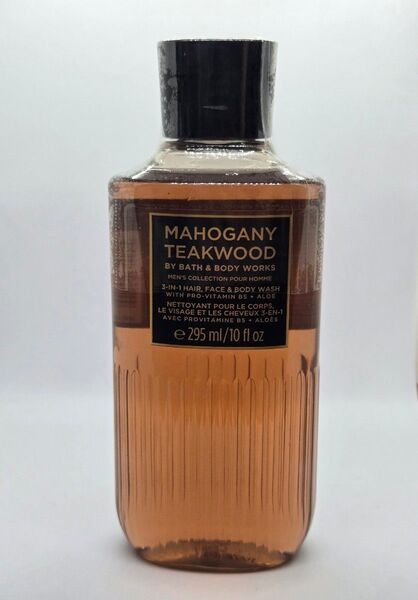 MAHOGANY
TEAKWOOD
BY BATH & BODY WORKS
MEN'S COLLECTION POUR HOMME
3-IN-1 HAIR, FACE & BODY WASH
WITH PRO-VITAMIN B5 + ALOE
NETTOYANT POUR LE CORPS,
LE VISAGE ET LES CHEVEUX 3-EN-1
AVEC PROVITAMINE B5 + ALOÈS
℮ 295 ml/10 fl oz